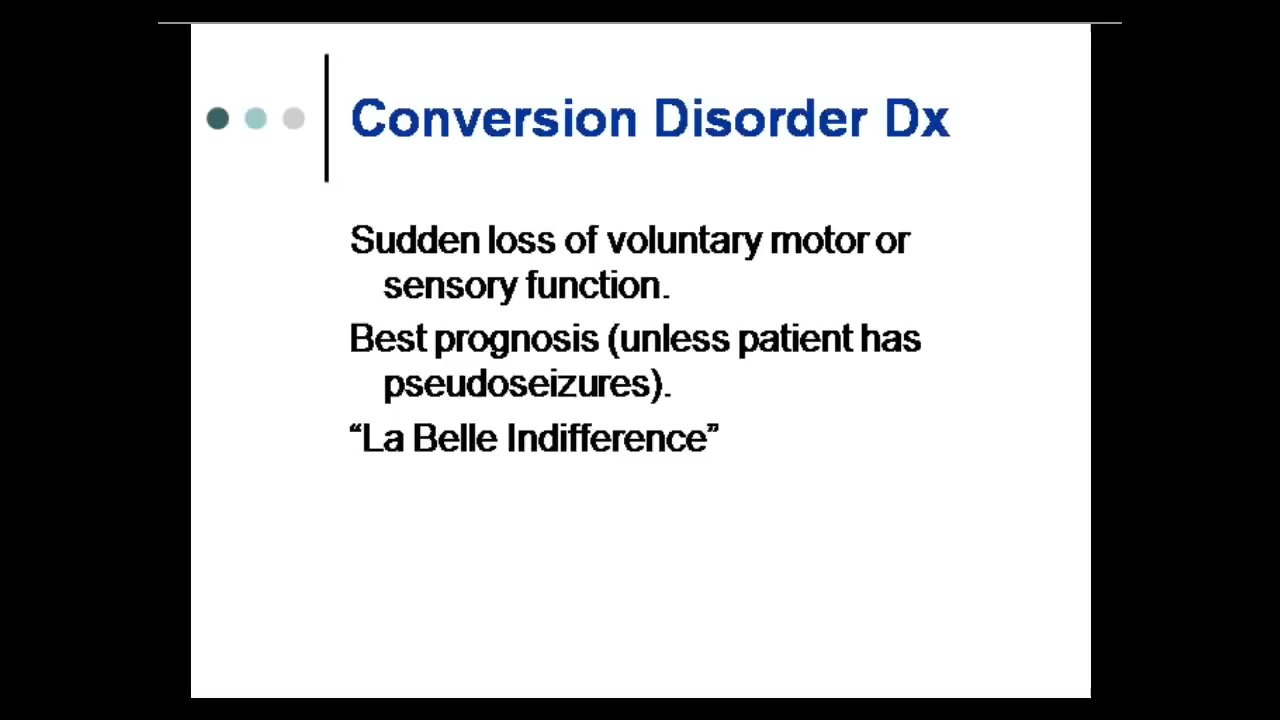 Conversion Disorder Dx
Sudden loss of voluntary motor or
sensory function.
Best prognosis (unless patient has
pseudoseizures).
“La Belle Indifference”